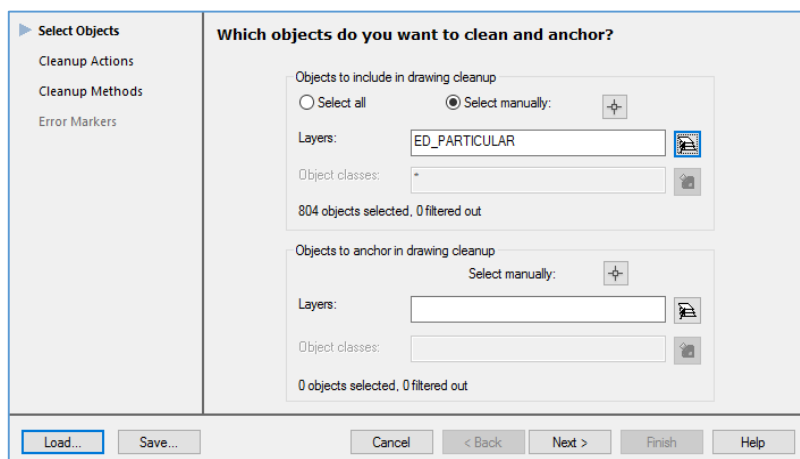 Select Objects
Cleanup Actions
Cleanup Methods
Error Markers
Which objects do you want to clean and anchor?
Objects to include in drawing cleanup
Select all
Select manually:
Layers:
ED_PARTICULAR
Object classes:
*
804 objects selected, 0 filtered out
Objects to anchor in drawing cleanup
Select manually:
Layers:
Object classes:
0 objects selected, 0 filtered out
Load...
Save...
Cancel
< Back
Next >
Finish
Help